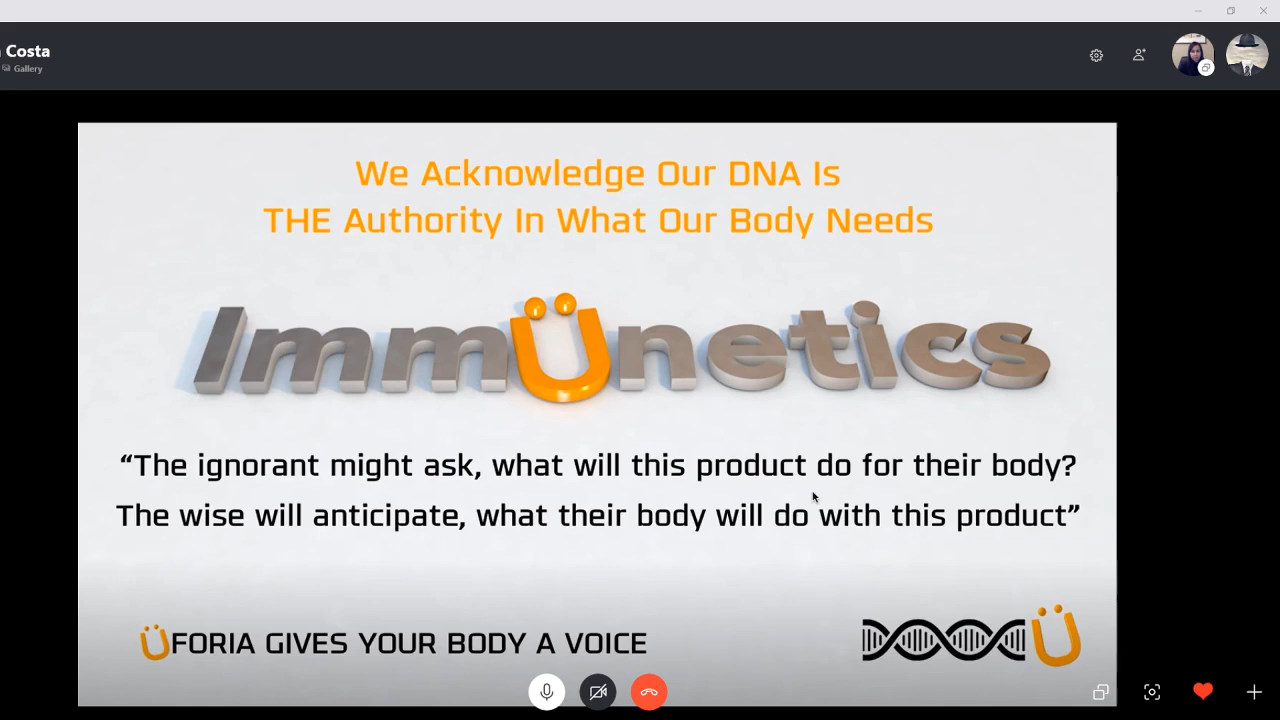 Costa
Gallery
We Acknowledge Our DNA Is
THE Authority In What Our Body Needs
ImmÜnetics
“The ignorant might ask, what will this product do for their body?
The wise will anticipate, what their body will do with this product”
ÜFORIA GIVES YOUR BODY A VOICE
Ü